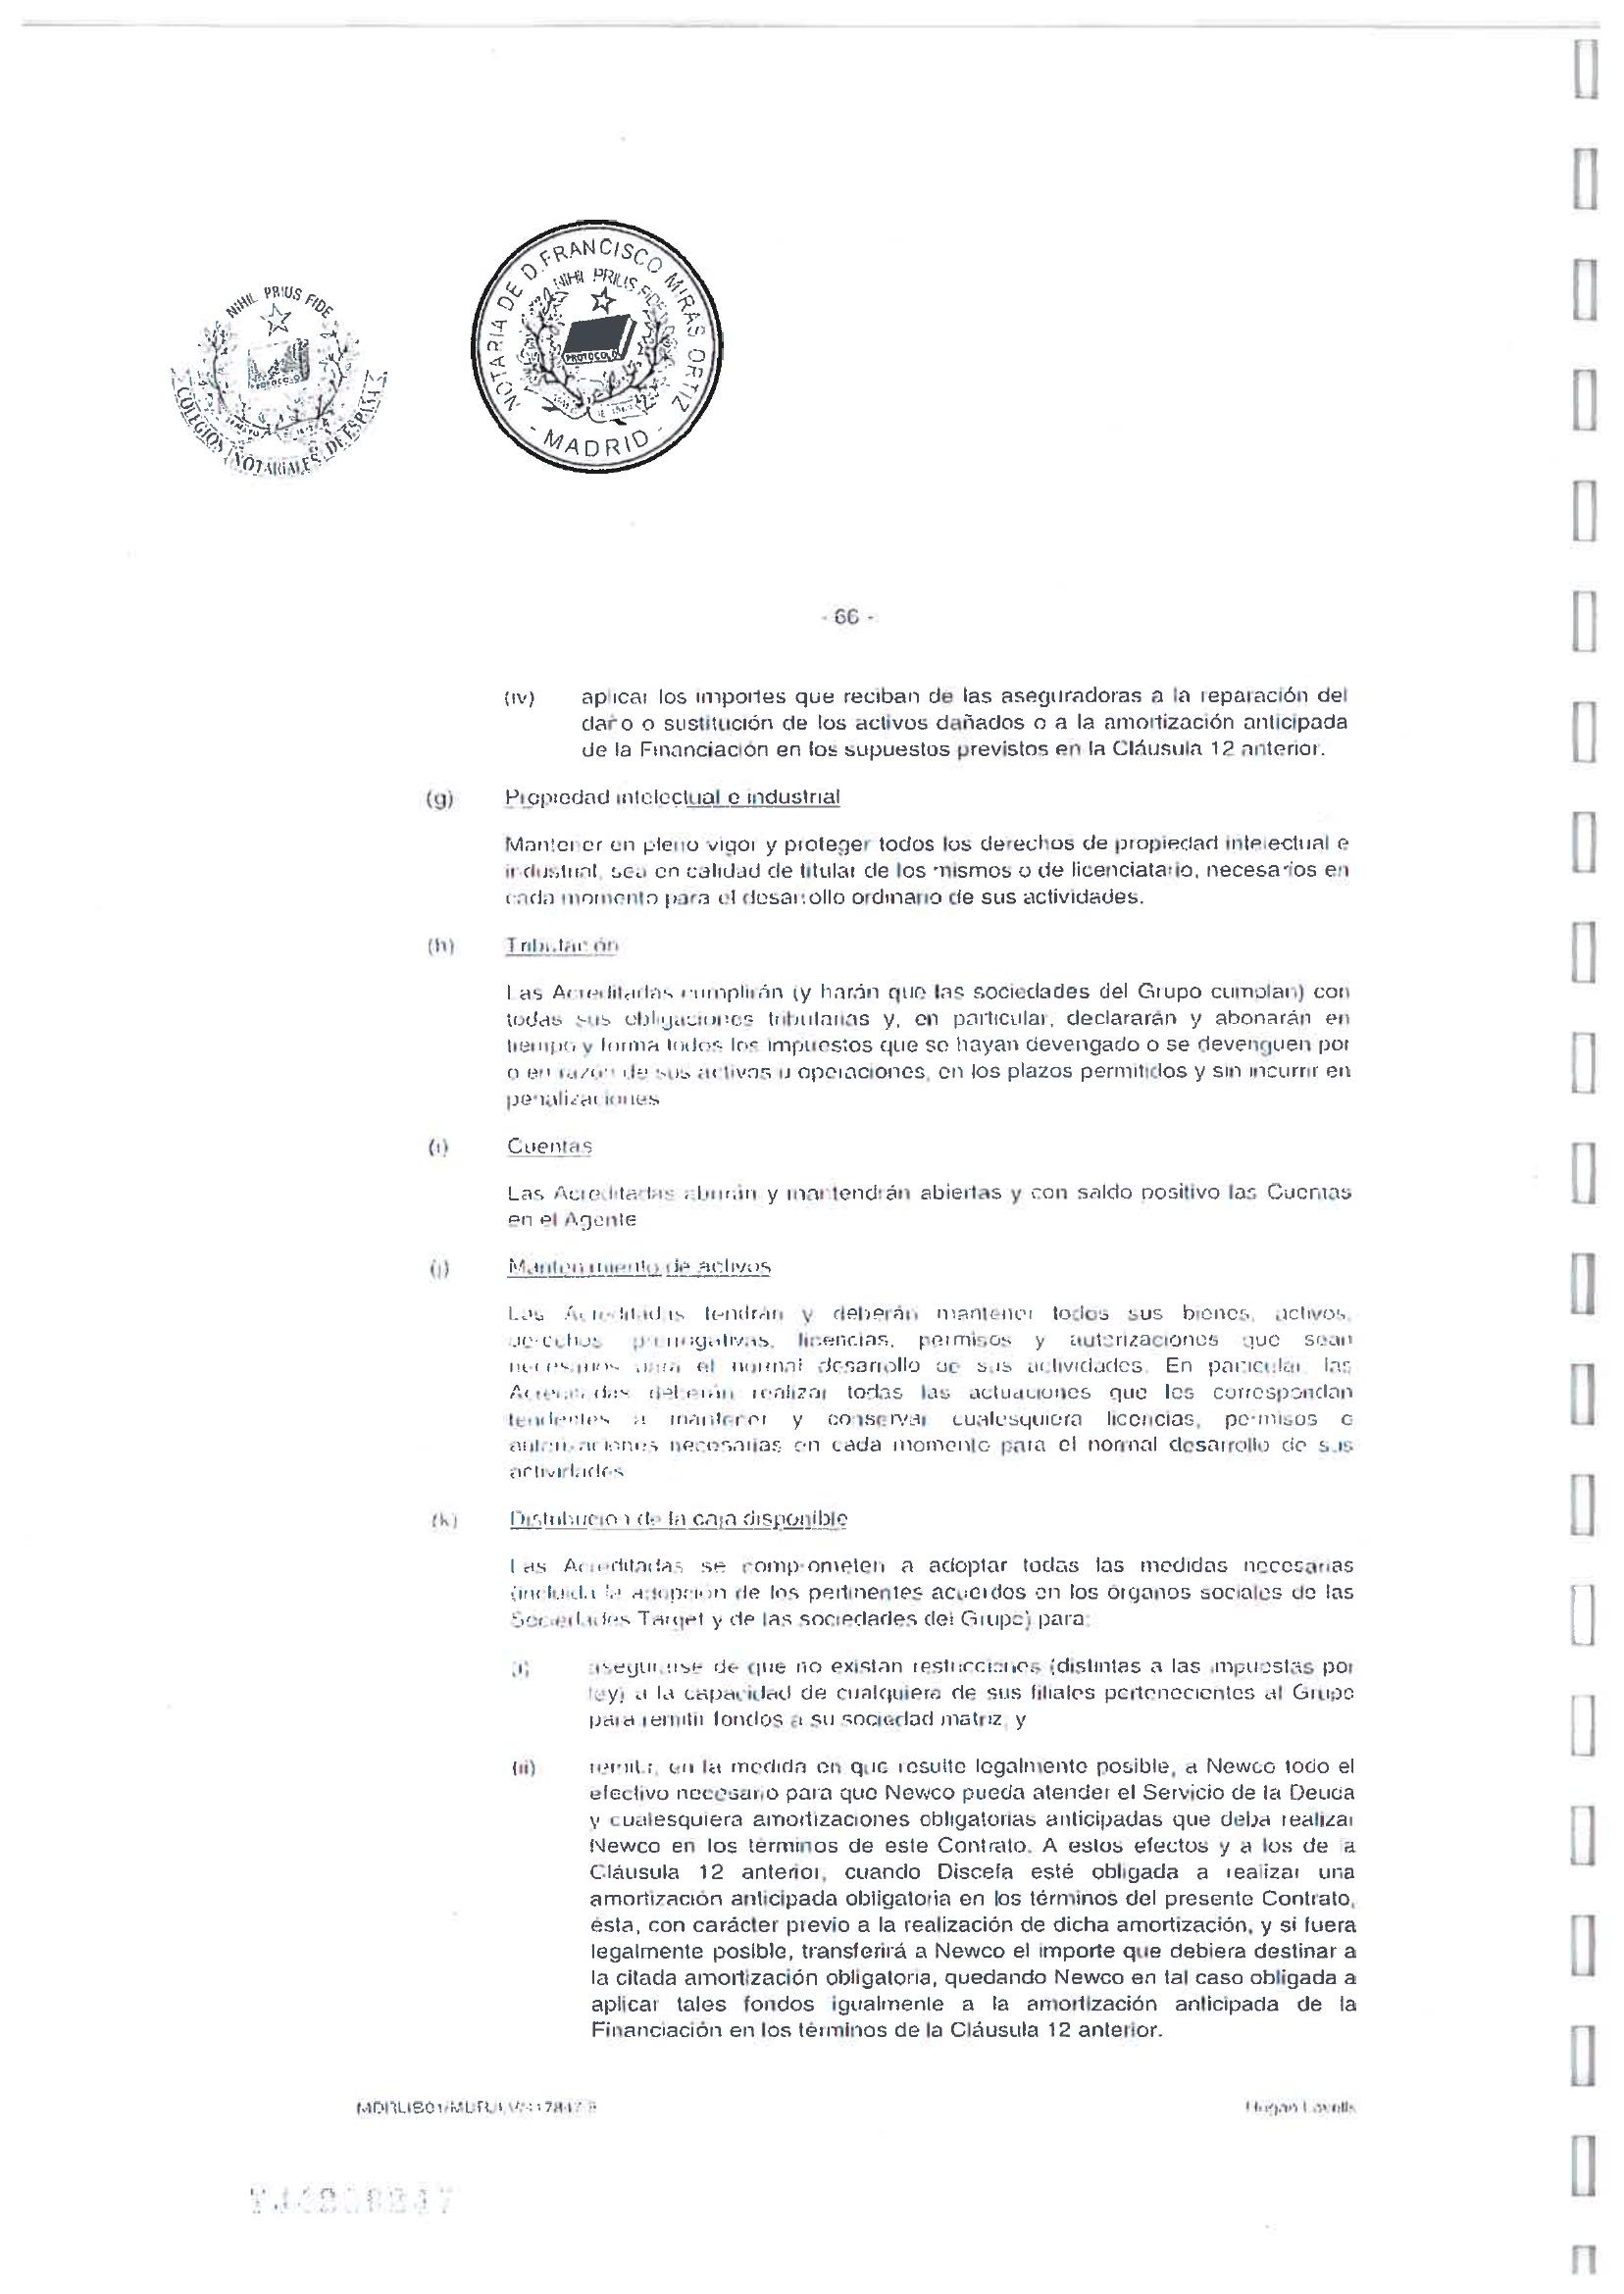 NIHIL PRIUS FIDE
COLEGIOS NOTARIALES DE ESPAÑA
NOTARIA DE D. FRANCISCO MIRAS ORTIZ
NIHIL PRIUS FIDE
PROTOCOLO
- MADRID -
- 66 -
(iv) aplicar los importes que reciban de las aseguradoras a la reparación del
daño o sustitución de los activos dañados o a la amortización anticipada
de la Financiación en los supuestos previstos en la Cláusula 12 anterior.
(g) Propiedad intelectual e industrial
Mantener en pleno vigor y proteger todos los derechos de propiedad intelectual e
industrial, sea en calidad de titular de los mismos o de licenciatario, necesarios en
cada momento para el desarrollo ordinario de sus actividades.
(h) Tributación
Las Acreditadas cumplirán (y harán que las sociedades del Grupo cumplan) con
todas sus obligaciones tributarias y, en particular, declararán y abonarán en
tiempo y forma todos los impuestos que se hayan devengado o se devenguen por
o en razón de sus activos u operaciones, en los plazos permitidos y sin incurrir en
penalizaciones
(i) Cuentas
Las Acreditadas abrirán y mantendrán abiertas y con saldo positivo las Cuentas
en el Agente
(j) Mantenimiento de activos
Las Acreditadas tendrán y deberán mantener todos sus bienes, activos,
derechos, prerrogativas, licencias, permisos y autorizaciones que sean
necesarios para el normal desarrollo de sus actividades. En particular, las
Acreditadas deberán realizar todas las actuaciones que les correspondan
tendentes a mantener y conservar cualesquiera licencias, permisos o
autorizaciones necesarias en cada momento para el normal desarrollo de sus
actividades
(k) Distribución de la caja disponible
Las Acreditadas se comprometen a adoptar todas las medidas necesarias
(incluida la adopción de los pertinentes acuerdos en los órganos sociales de las
Sociedades Target y de las sociedades del Grupo) para:
(i) asegurarse de que no existan restricciones (distintas a las impuestas por
ley) a la capacidad de cualquiera de sus filiales pertenecientes al Grupo
para remitir fondos a su sociedad matriz, y
(ii) remitir, en la medida en que resulte legalmente posible, a Newco todo el
efectivo necesario para que Newco pueda atender el Servicio de la Deuda
y cualesquiera amortizaciones obligatorias anticipadas que deba realizar
Newco en los términos de este Contrato. A estos efectos y a los de la
Cláusula 12 anterior, cuando Discefa esté obligada a realizar una
amortización anticipada obligatoria en los términos del presente Contrato,
ésta, con carácter previo a la realización de dicha amortización, y si fuera
legalmente posible, transferirá a Newco el importe que debiera destinar a
la citada amortización obligatoria, quedando Newco en tal caso obligada a
aplicar tales fondos igualmente a la amortización anticipada de la
Financiación en los términos de la Cláusula 12 anterior.
Hogan Lovells